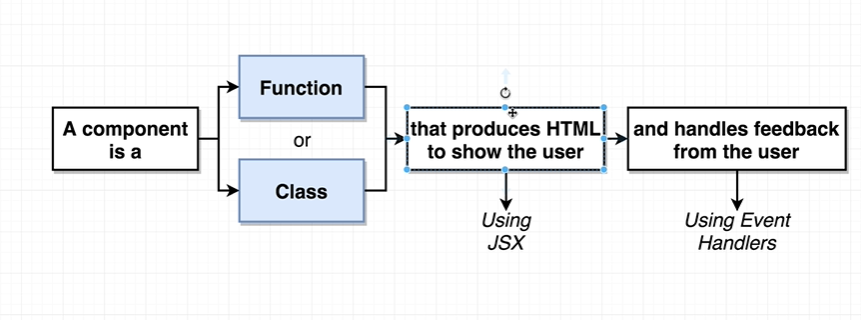 A component
is a
Function
or
Class
that produces HTML
to show the user
Using
JSX
and handles feedback
from the user
Using Event
Handlers